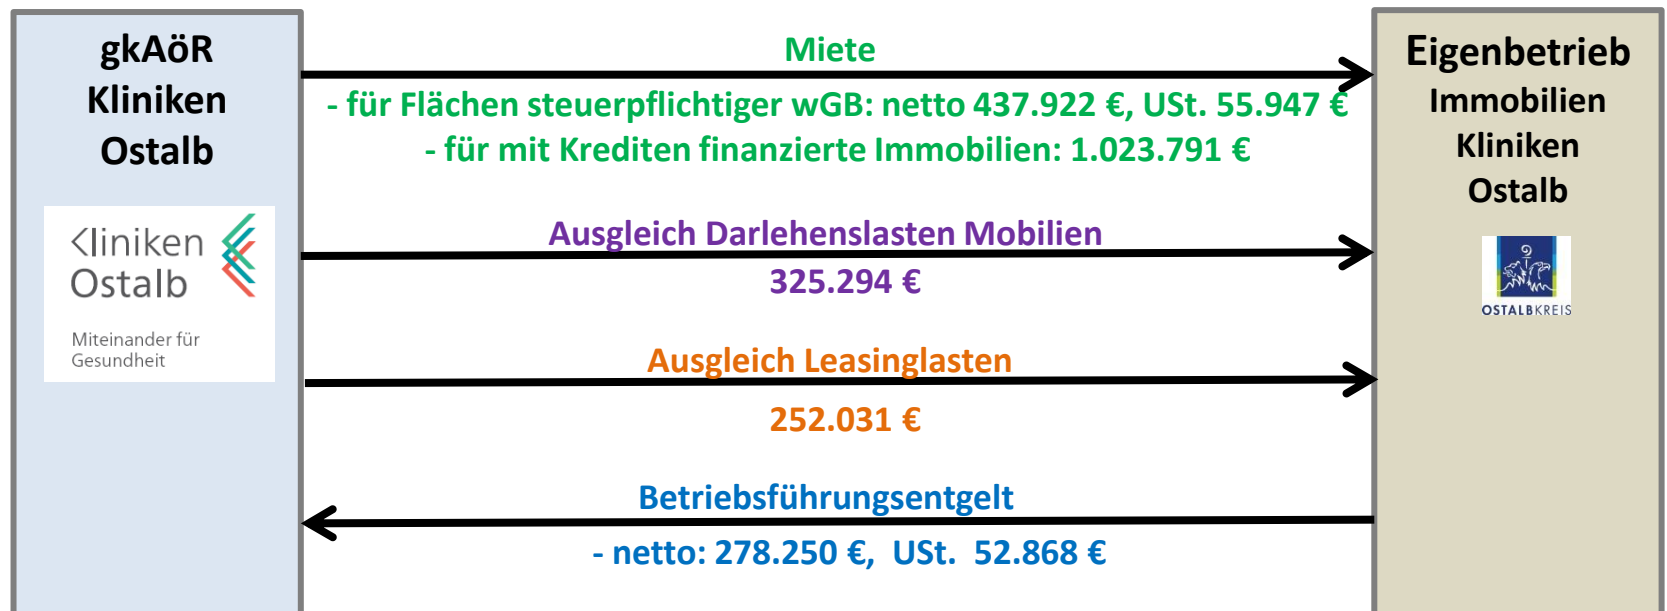 gkAöR
Kliniken
Ostalb
Kliniken
Ostalb
Miteinander für
Gesundheit
Miete
- für Flächen steuerpflichtiger wGB: netto 437.922 €, USt. 55.947 €
- für mit Krediten finanzierte Immobilien: 1.023.791 €
Ausgleich Darlehenslasten Mobilien
325.294 €
Ausgleich Leasinglasten
252.031 €
Betriebsführungsentgelt
- netto: 278.250 €, USt. 52.868 €
Eigenbetrieb
Immobilien
Kliniken
Ostalb
OSTALBKREIS